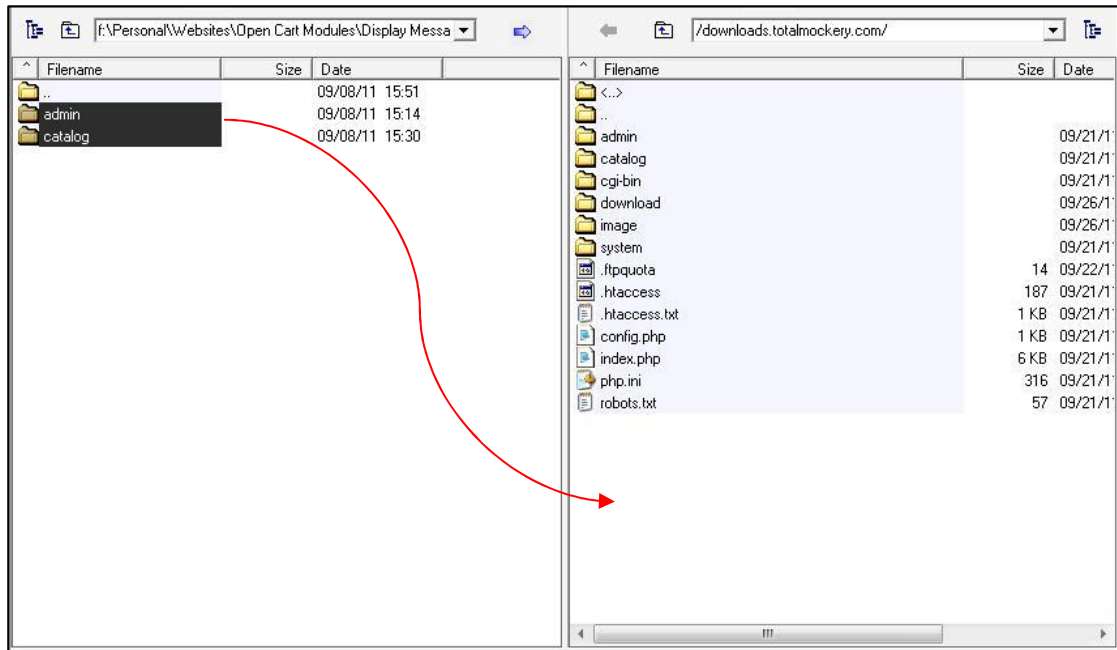 f:\Personal\Websites\Open Cart Modules\Display Messa
Filename Size Date
.. 09/08/11 15:51
admin 09/08/11 15:14
catalog 09/08/11 15:30
/downloads.totalmockery.com/
Filename Size Date
<..>
..
admin 09/21/1
catalog 09/21/1
cgi-bin 09/21/1
download 09/26/1
image 09/26/1
system 09/21/1
.ftpquota 14 09/22/1
.htaccess 187 09/21/1
.htaccess.txt 1 KB 09/21/1
config.php 1 KB 09/21/1
index.php 6 KB 09/21/1
php.ini 316 09/21/1
robots.txt 57 09/21/1